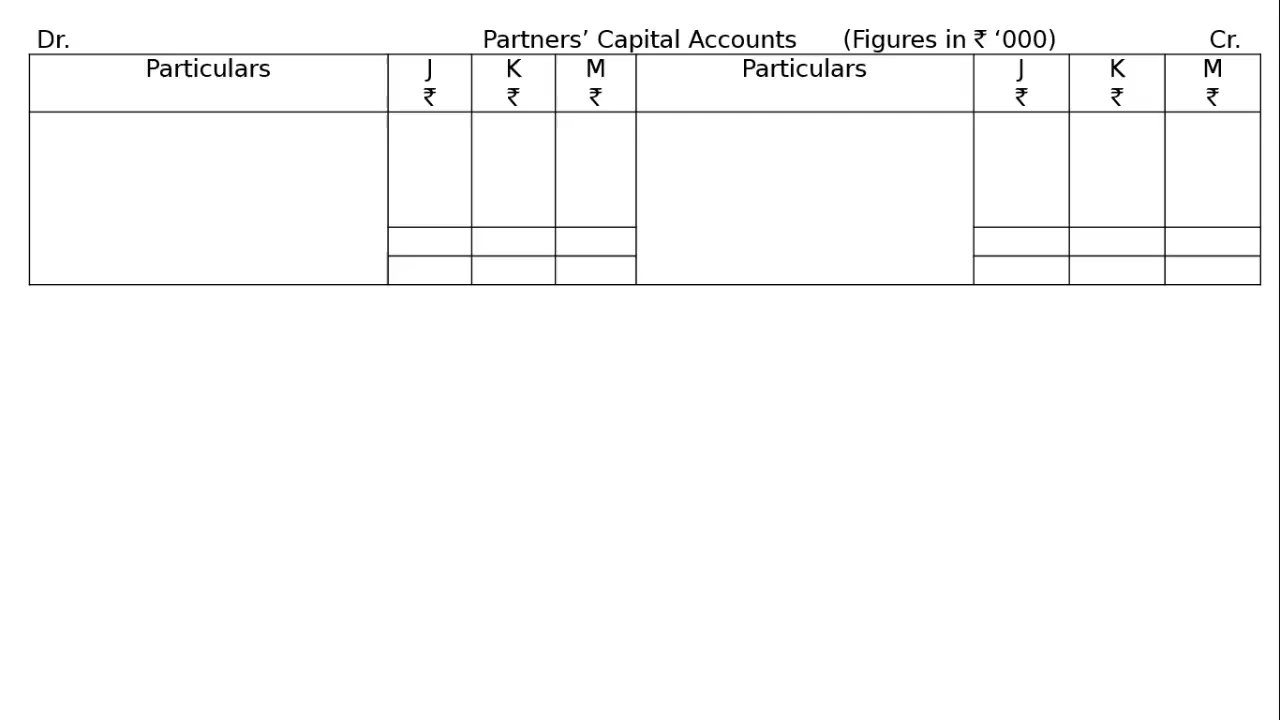 Dr. Partners’ Capital Accounts (Figures in ₹ ‘000) Cr.
Particulars J K M Particulars J K M
₹ ₹ ₹ ₹ ₹ ₹